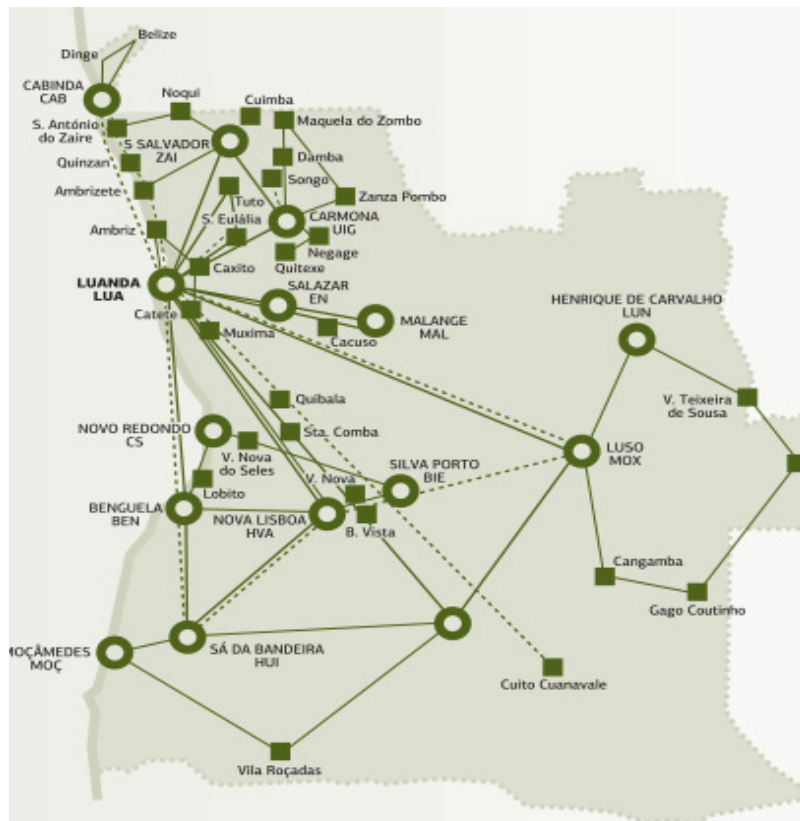 Belize
Dinge
CABINDA
CAB
Noqui
Cuimba
Maquela do Zombo
S. António
do Zaire
S SALVADOR
ZAI
Damba
Quinzan
Songo
Ambrizete
Tuto
Zanza Pombo
S. Eulália
CARMONA
UIG
Ambriz
Negage
Quitexe
Caxito
LUANDA
LUA
SALAZAR
EN
HENRIQUE DE CARVALHO
LUN
Catete
Muxima
Cacuso
MALANGE
MAL
Quibala
V. Teixeira
de Sousa
NOVO REDONDO
CS
Sta. Comba
V. Nova
do Seles
SILVA PORTO
BIE
LUSO
MOX
Lobito
V. Nova
BENGUELA
BEN
NOVA LISBOA
HVA
B. Vista
Cangamba
Gago Coutinho
MOÇÂMEDES
MOÇ
SÁ DA BANDEIRA
HUI
Cuito Cuanavale
Vila Roçadas